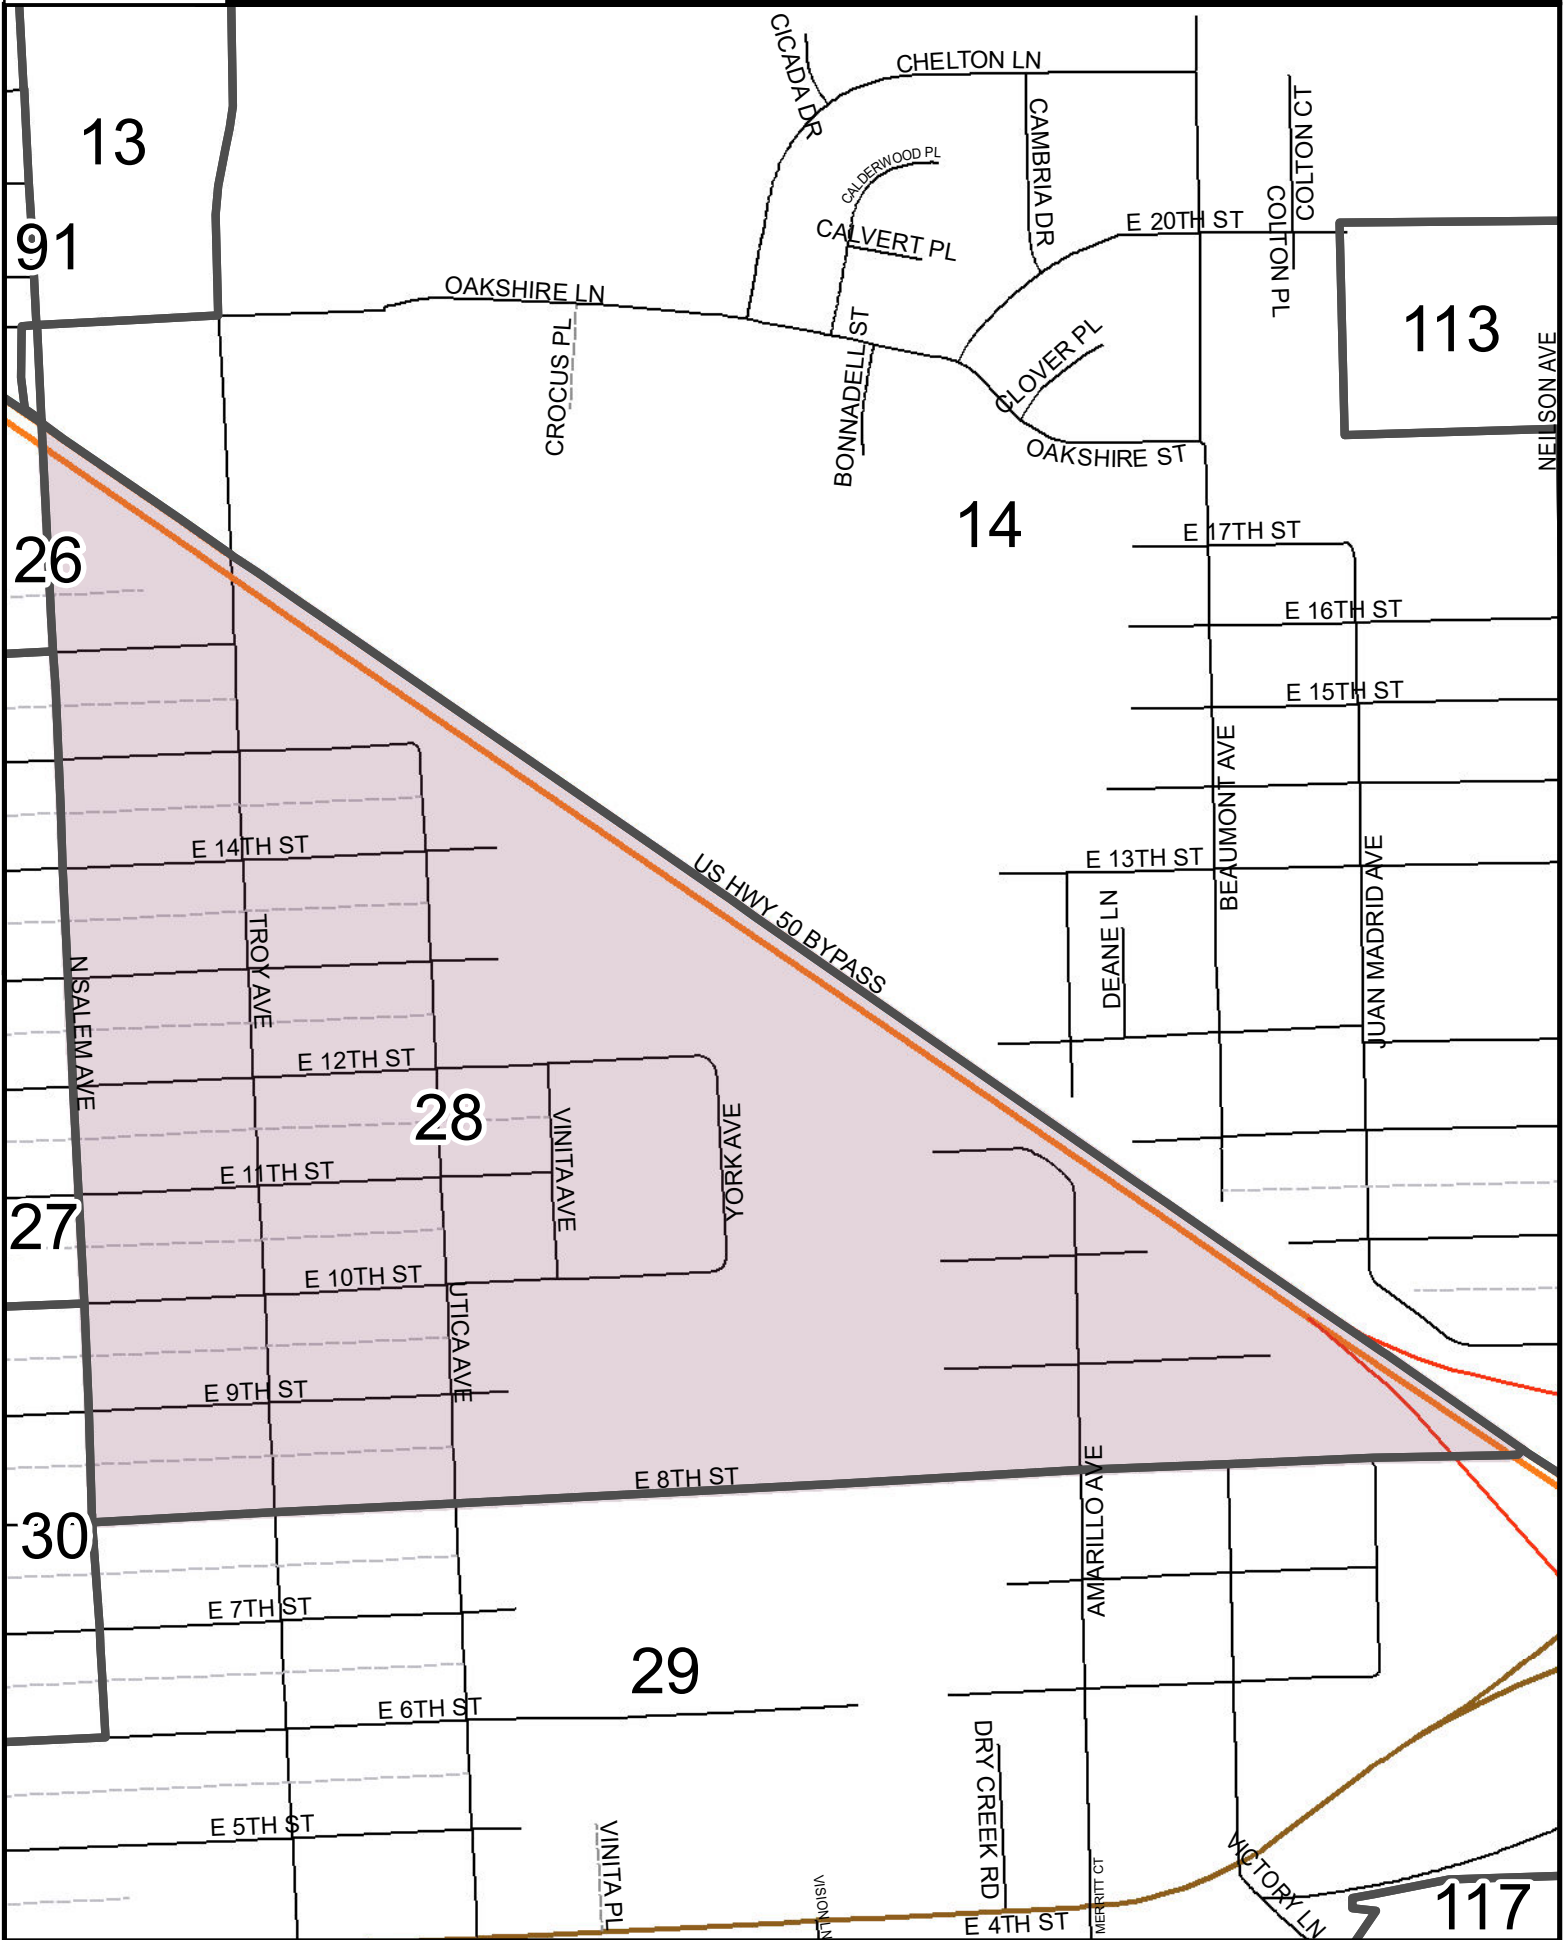 CICADA DR
CHELTON LN
13
CAMBRIA DR
COLTON CT
CALDERWOOD PL
91
CALVERT PL
E 20TH ST
COLTON PL
OAKSHIRE LN
CROCUS PL
BONNADELL ST
CLOVER PL
113
NEILSON AVE
OAKSHIRE ST
14
26
E 17TH ST
E 16TH ST
E 15TH ST
BEAUMONT AVE
E 14TH ST
US HWY 50 BYPASS
E 13TH ST
JUAN MADRID AVE
DEANE LN
TROY AVE
N SALEM AVE
E 12TH ST
28
VINITA AVE
YORK AVE
E 11TH ST
27
E 10TH ST
UTICA AVE
E 9TH ST
E 8TH ST
AMARILLO AVE
30
E 7TH ST
29
E 6TH ST
DRY CREEK RD
E 5TH ST
VINITA PL
VISION LN
MERRITT CT
VICTORY LN
E 4TH ST
117